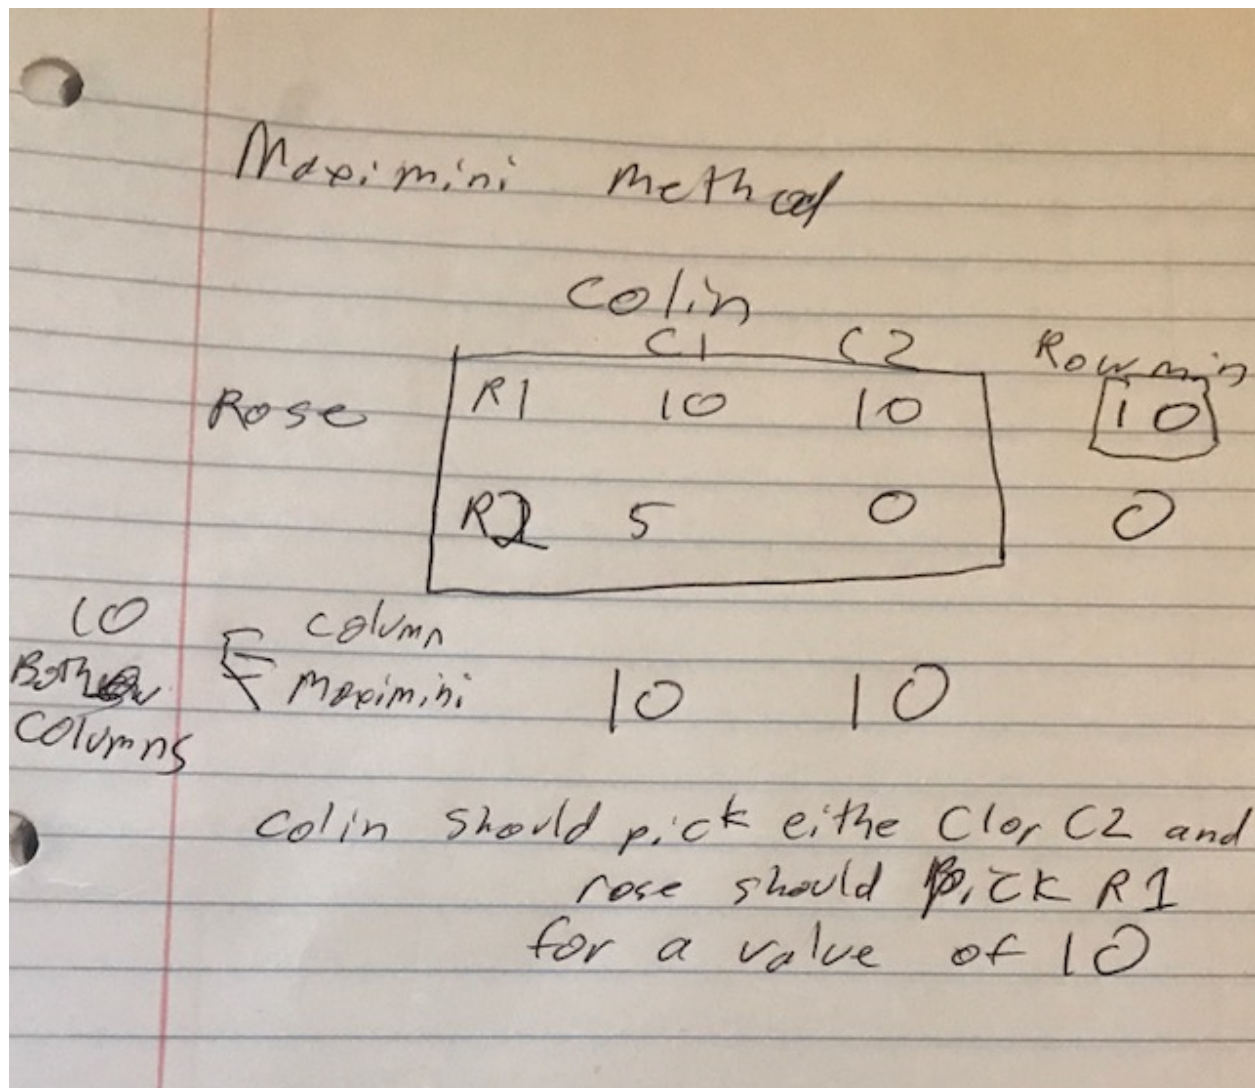 Maximini method
Colin
C1 C2 Row min
Rose R1 10 10 10
R2 5 0 0
10 column
Both
Columns maximini 10 10
Colin should pick eithe C1 or C2 and
rose should pick R1
for a value of 10